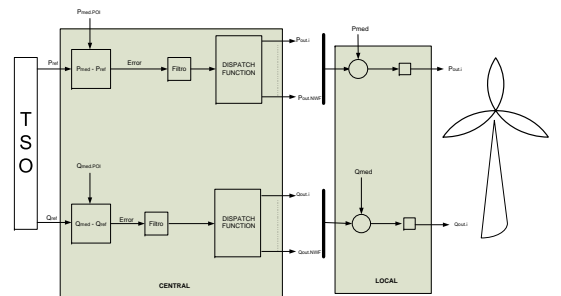 Pmed.POI
Pref
Pmed - Pref
Error
Filtro
DISPATCH
FUNCTION
Pout.i
Pout.NWF
Pmed
Pout.i
TSO
Qmed.POI
Qref
Qmed - Qref
Error
Filtro
DISPATCH
FUNCTION
Qout.i
Qout.NWF
Qmed
Qout.i
CENTRAL
LOCAL